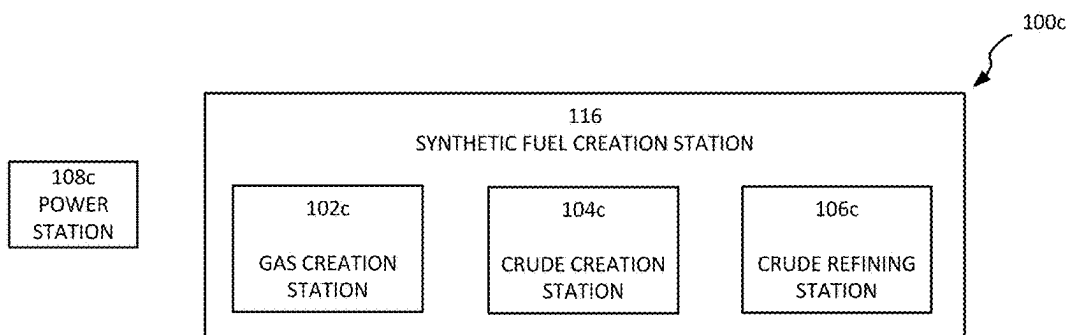 100c
116
SYNTHETIC FUEL CREATION STATION
108c
POWER
STATION
102c
GAS CREATION
STATION
104c
CRUDE CREATION
STATION
106c
CRUDE REFINING
STATION